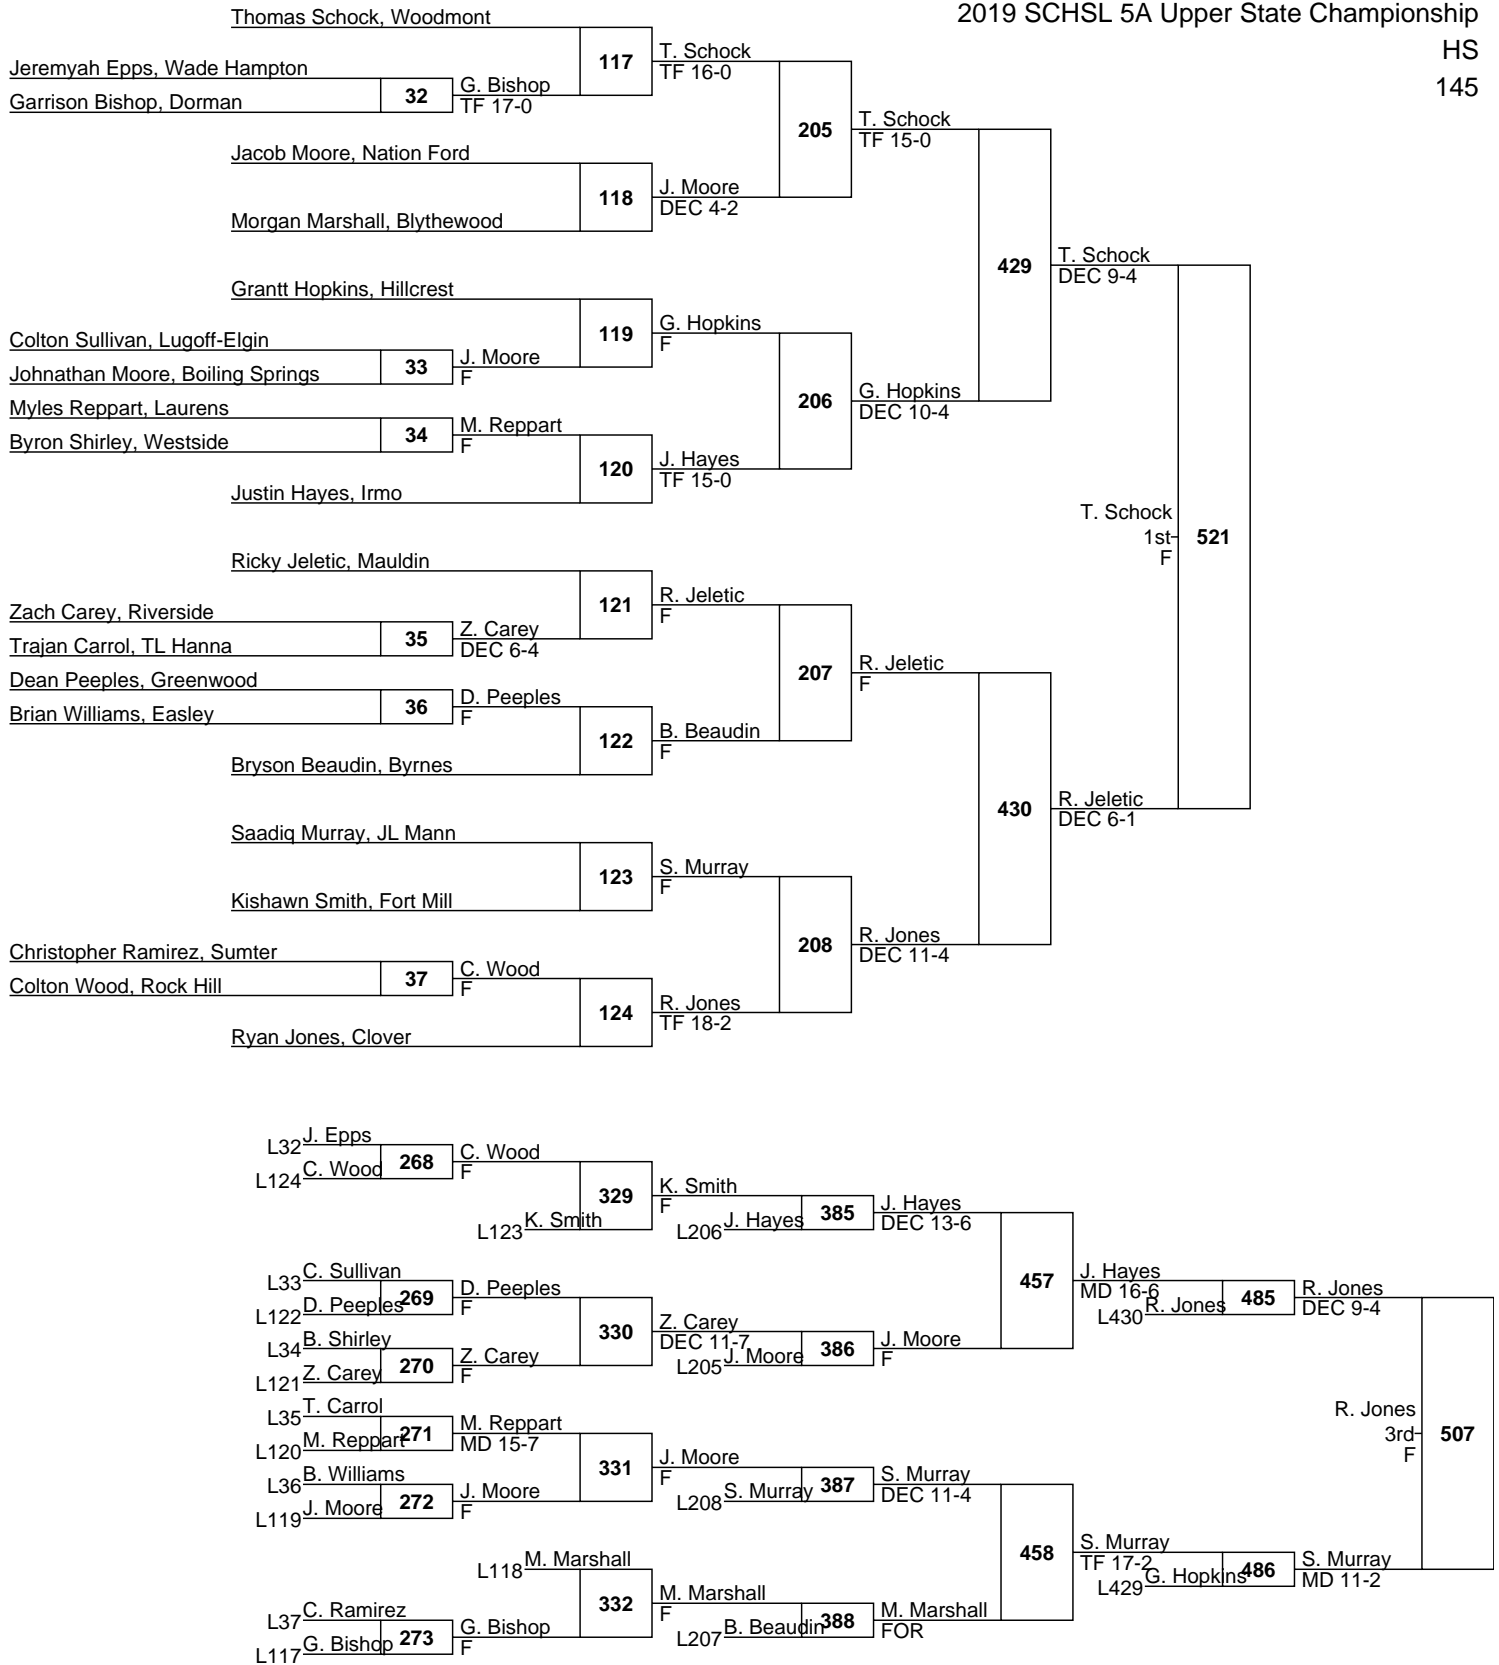 2019 SCHSL 5A Upper State Championship
HS
145
Thomas Schock, Woodmont
Jeremyah Epps, Wade Hampton
Garrison Bishop, Dorman
32
G. Bishop
TF 17-0
117
T. Schock
TF 16-0
Jacob Moore, Nation Ford
Morgan Marshall, Blythewood
118
J. Moore
DEC 4-2
205
T. Schock
TF 15-0
Grantt Hopkins, Hillcrest
Colton Sullivan, Lugoff-Elgin
Johnathan Moore, Boiling Springs
33
J. Moore
F
119
G. Hopkins
F
Myles Reppart, Laurens
Byron Shirley, Westside
34
M. Reppart
F
Justin Hayes, Irmo
120
J. Hayes
TF 15-0
206
G. Hopkins
DEC 10-4
429
T. Schock
DEC 9-4
Ricky Jeletic, Mauldin
Zach Carey, Riverside
Trajan Carrol, TL Hanna
35
Z. Carey
DEC 6-4
121
R. Jeletic
F
Dean Peeples, Greenwood
Brian Williams, Easley
36
D. Peeples
F
Bryson Beaudin, Byrnes
122
B. Beaudin
F
207
R. Jeletic
F
Saadiq Murray, JL Mann
Kishawn Smith, Fort Mill
123
S. Murray
F
Christopher Ramirez, Sumter
Colton Wood, Rock Hill
37
C. Wood
F
Ryan Jones, Clover
124
R. Jones
TF 18-2
208
R. Jones
DEC 11-4
430
R. Jeletic
DEC 6-1
T. Schock
1st
F
521
L32
J. Epps
L124
C. Wood
268
C. Wood
F
L123
K. Smith
329
K. Smith
F
L206
J. Hayes
385
J. Hayes
DEC 13-6
L33
C. Sullivan
L122
D. Peeples
269
D. Peeples
F
L34
B. Shirley
L121
Z. Carey
270
Z. Carey
F
330
Z. Carey
DEC 11-7
L205
J. Moore
386
J. Moore
F
457
J. Hayes
MD 16-6
L430
R. Jones
485
R. Jones
DEC 9-4
L35
T. Carrol
L120
M. Reppart
271
M. Reppart
MD 15-7
L36
B. Williams
L119
J. Moore
272
J. Moore
F
331
J. Moore
F
L208
S. Murray
387
S. Murray
DEC 11-4
L118
M. Marshall
L37
C. Ramirez
L117
G. Bishop
273
G. Bishop
F
332
M. Marshall
F
L207
B. Beaudin
388
M. Marshall
FOR
458
S. Murray
TF 17-2
L429
G. Hopkins
486
S. Murray
MD 11-2
R. Jones
3rd
F
507